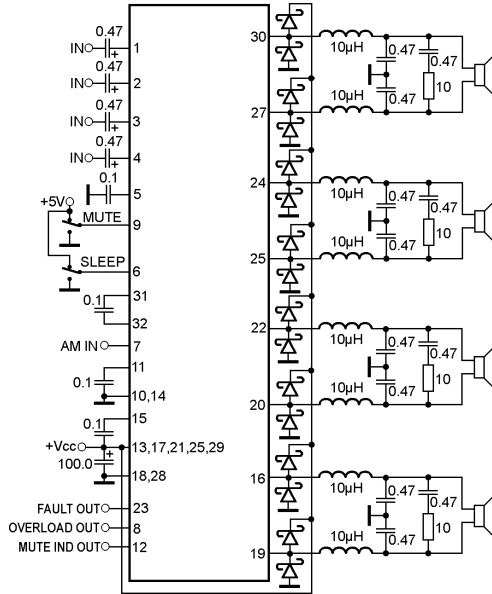 0.47
IN 1
0.47
IN 2
0.47
IN 3
0.47
IN 4
0.1
5
+5V
MUTE 9
SLEEP 6
31
0.1
32
AM IN 7
11
0.1
10,14
15
0.1
+Vcc 13,17,21,25,29
100.0
18,28
FAULT OUT 23
OVERLOAD OUT 8
MUTE IND OUT 12
30
10µH
0.47
0.47
0.47
10
10µH
27
24
10µH
0.47
0.47
0.47
10
10µH
25
22
10µH
0.47
0.47
0.47
10
10µH
20
16
10µH
0.47
0.47
0.47
10
10µH
19
+
+
+
+
+